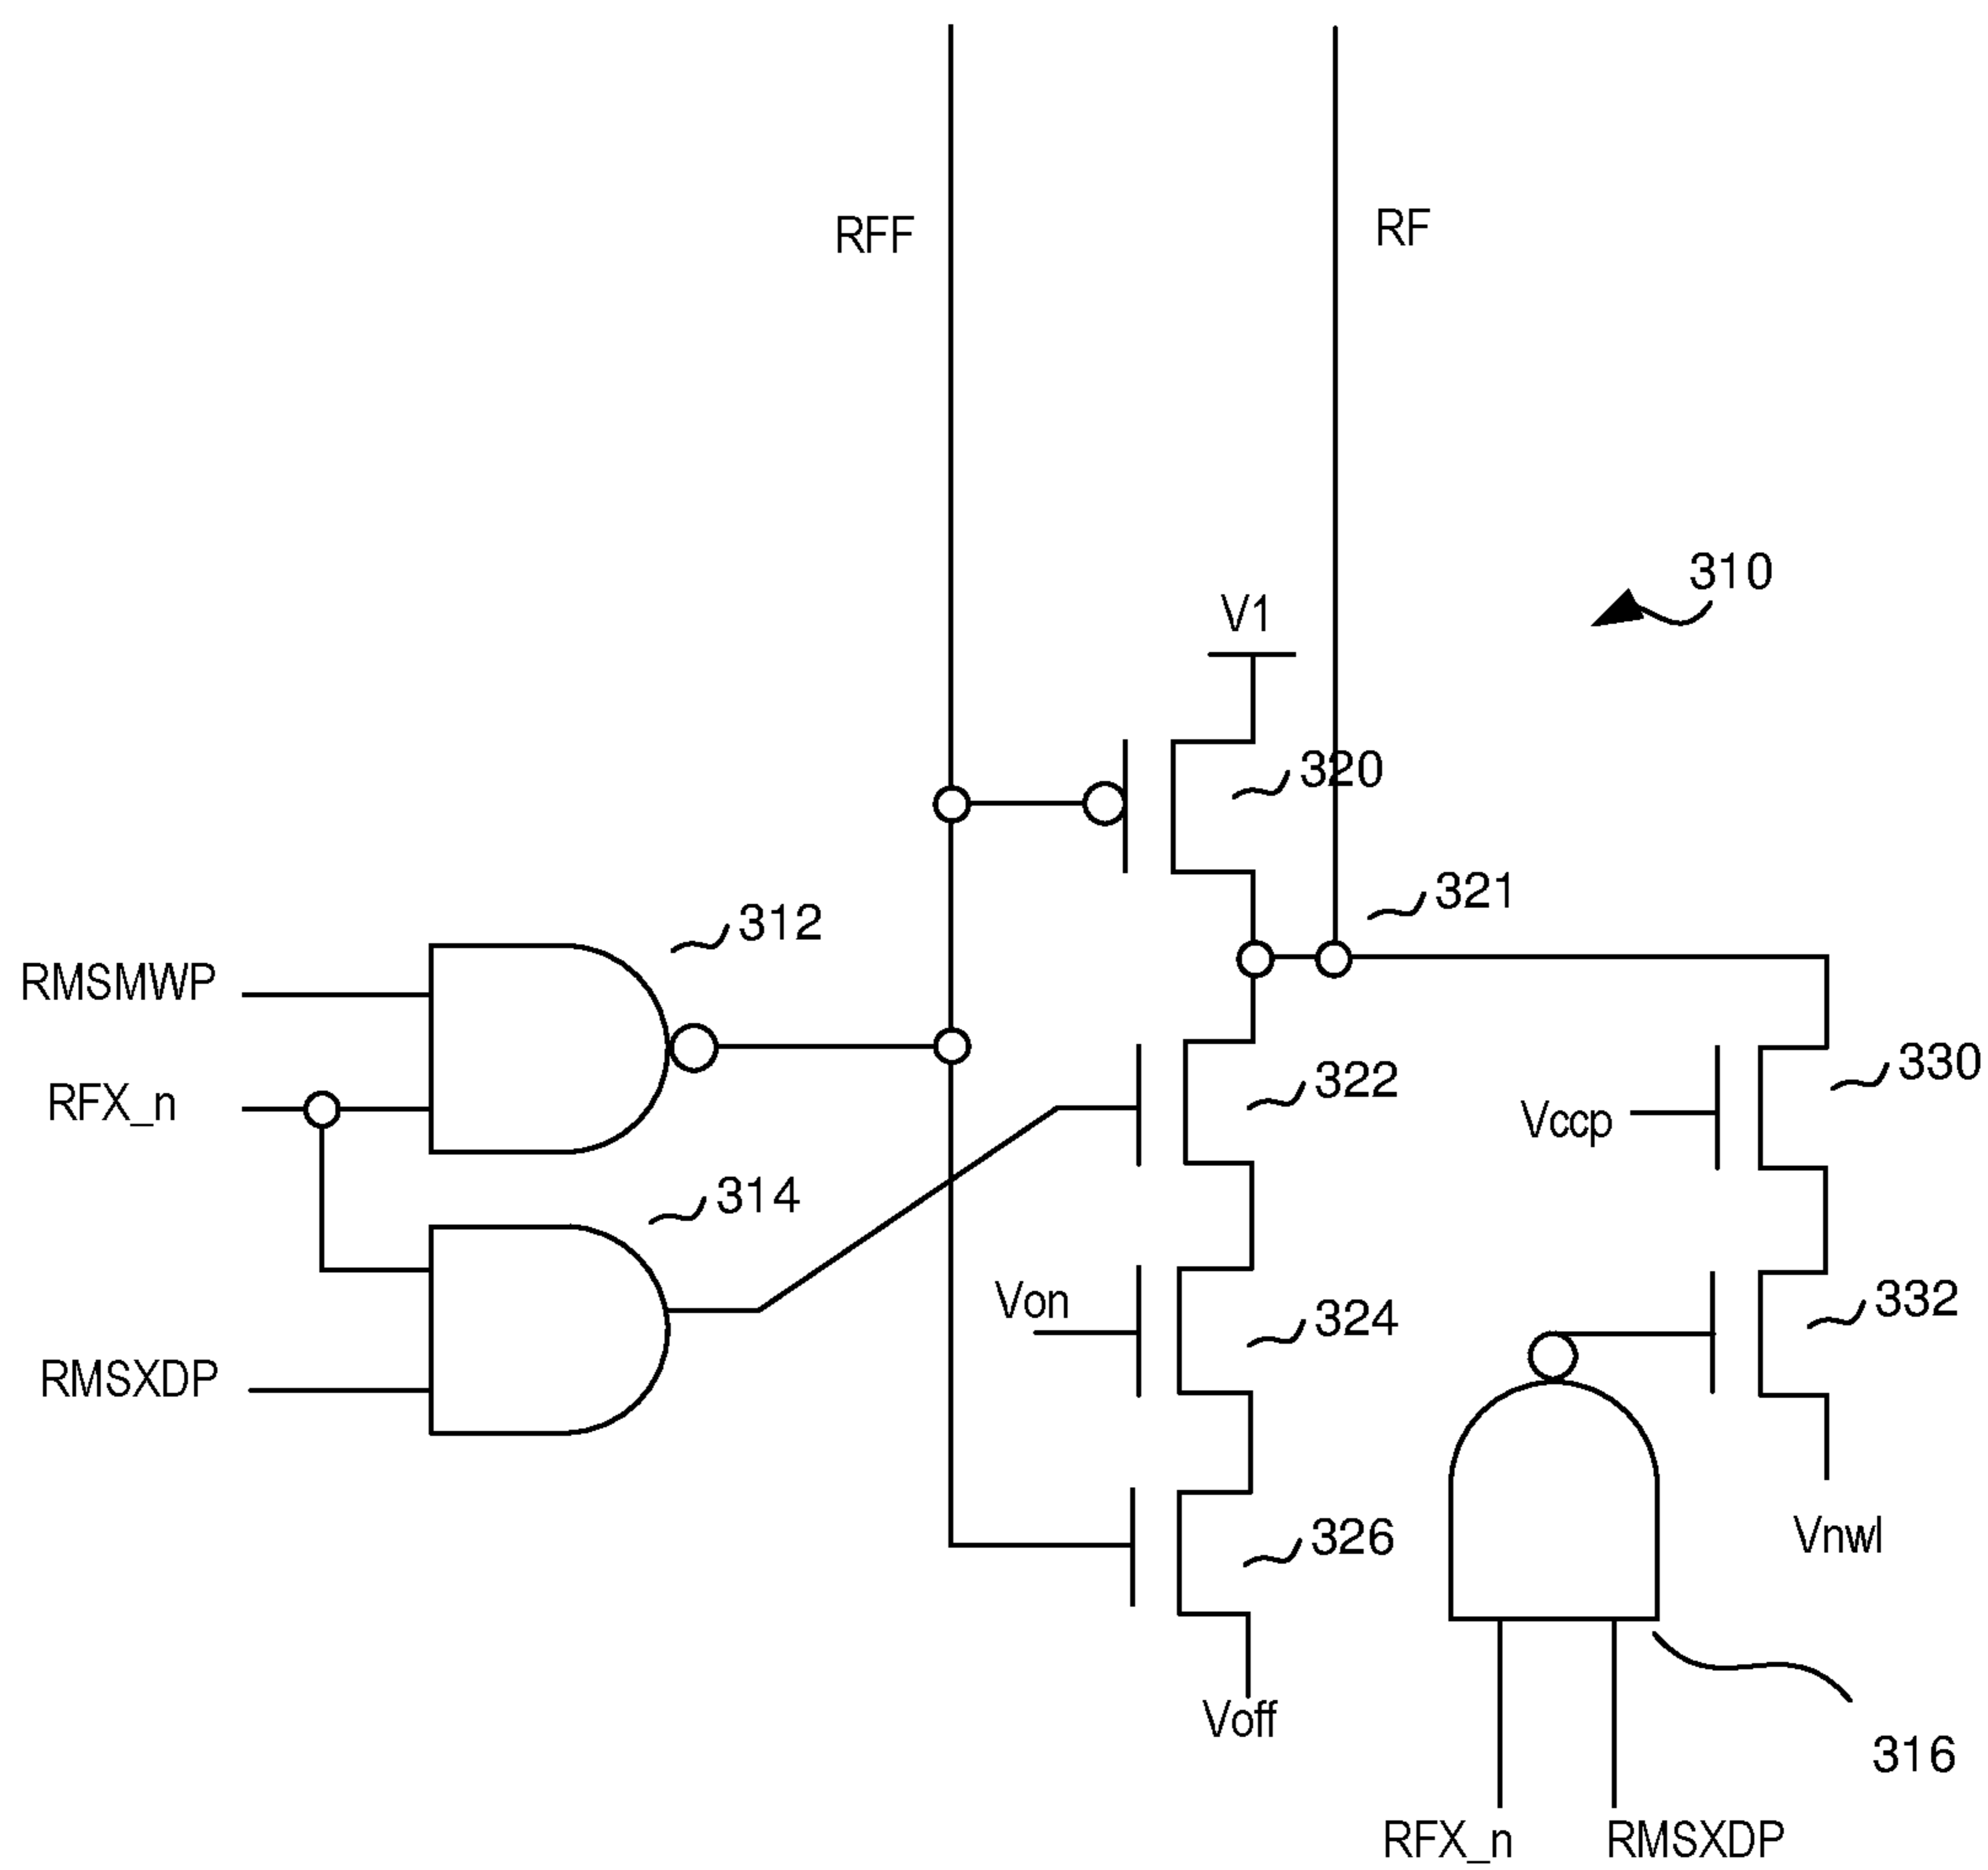 RFF
RF
310
V1
320
321
312
RMSMWP
RFX_n
322
330
Vccp
314
Von
324
332
RMSXDP
326
Vnwl
Voff
316
RFX_n
RMSXDP